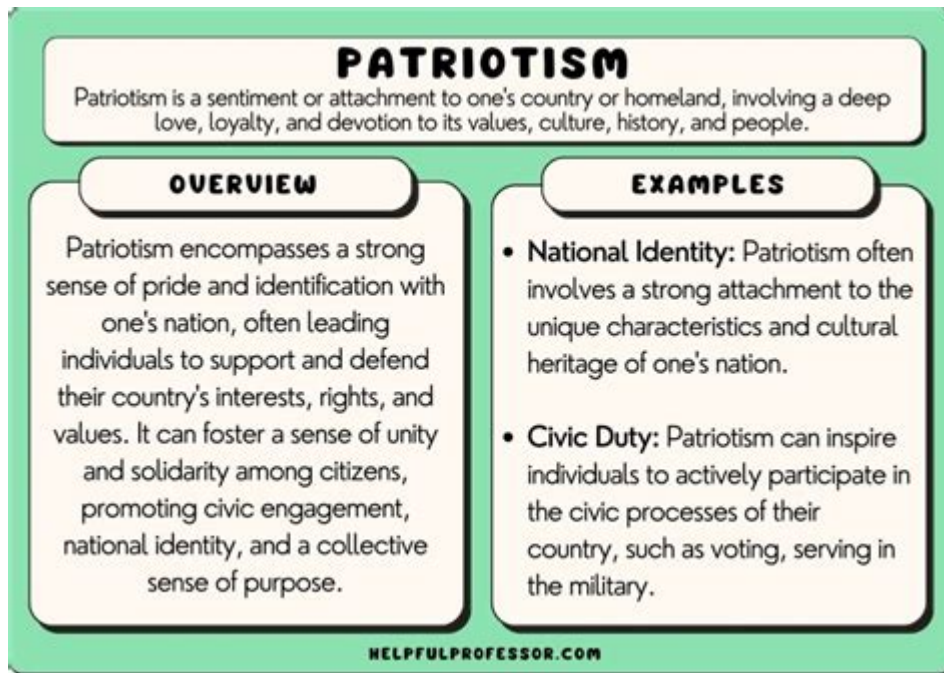 PATRIOTISM
Patriotism is a sentiment or attachment to one's country or homeland, involving a deep
love, loyalty, and devotion to its values, culture, history, and people.
OVERVIEW
Patriotism encompasses a strong
sense of pride and identification with
one's nation, often leading
individuals to support and defend
their country's interests, rights, and
values. It can foster a sense of unity
and solidarity among citizens,
promoting civic engagement,
national identity, and a collective
sense of purpose.
EXAMPLES
• National Identity: Patriotism often
involves a strong attachment to the
unique characteristics and cultural
heritage of one's nation.
• Civic Duty: Patriotism can inspire
individuals to actively participate in
the civic processes of their
country, such as voting, serving in
the military.
HELPFULPROFESSOR.COM